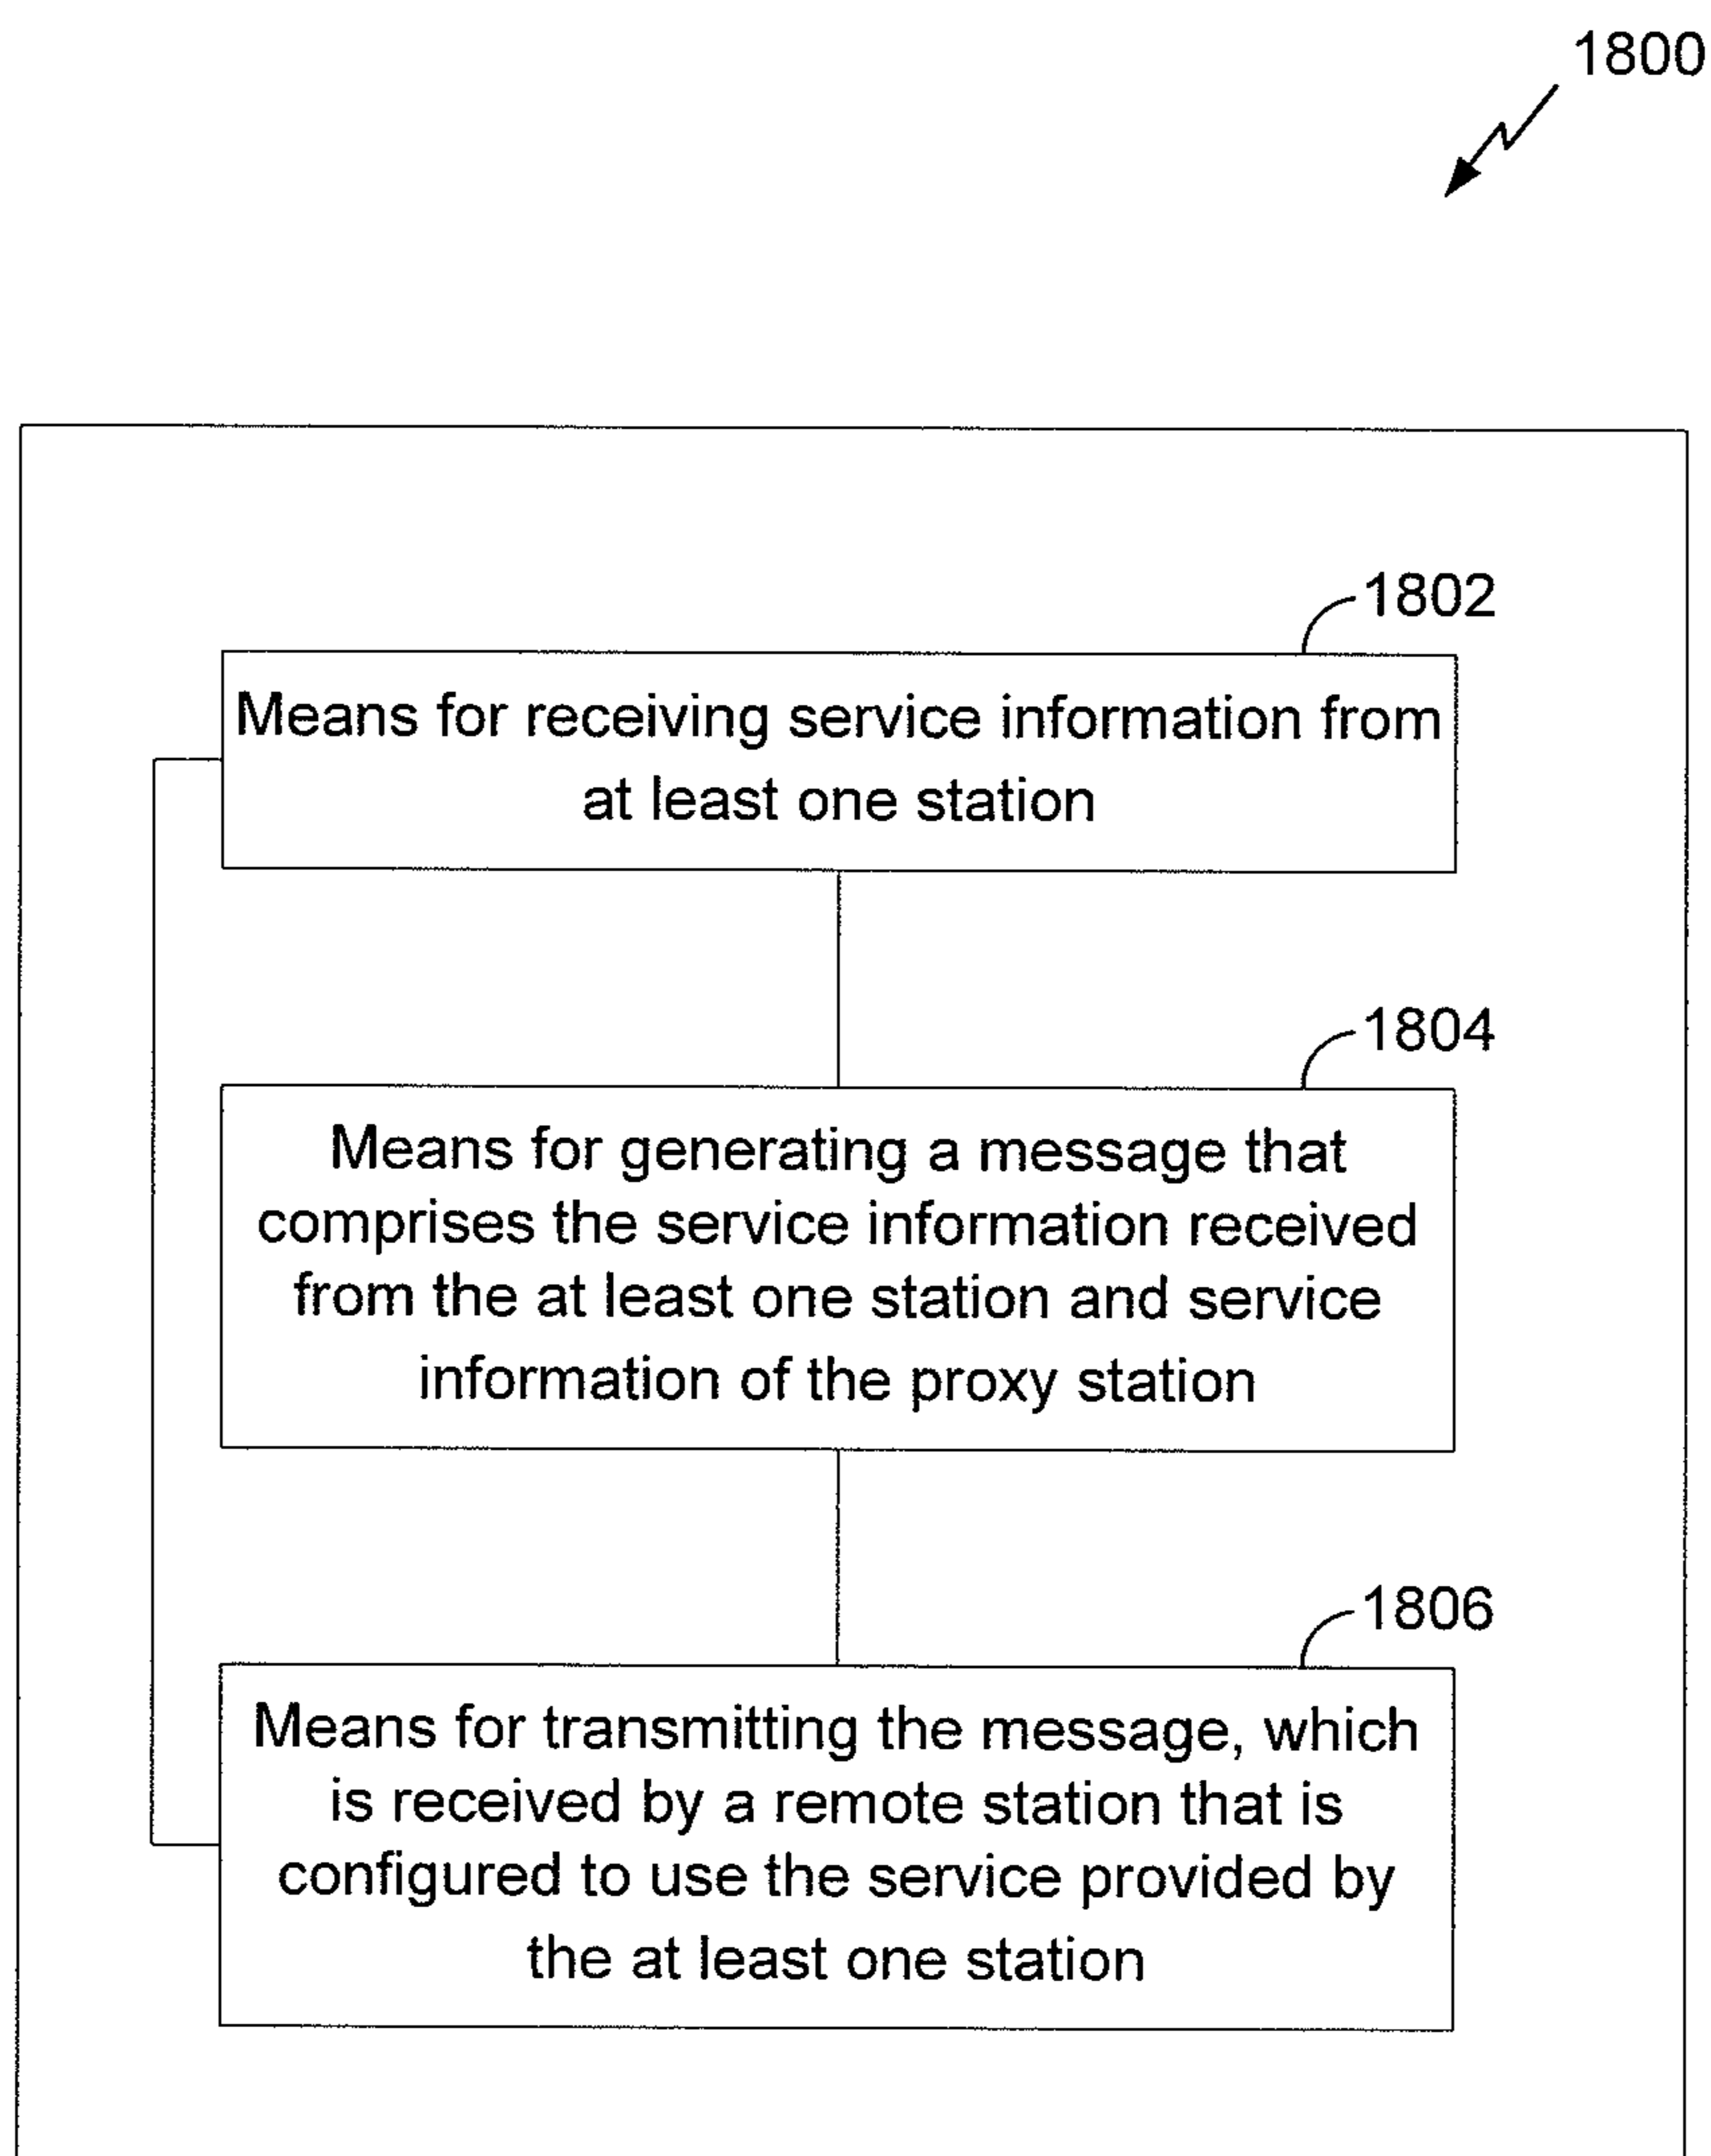 1800
1802
Means for receiving service information from
at least one station
1804
Means for generating a message that
comprises the service information received
from the at least one station and service
information of the proxy station
1806
Means for transmitting the message, which
is received by a remote station that is
configured to use the service provided by
the at least one station